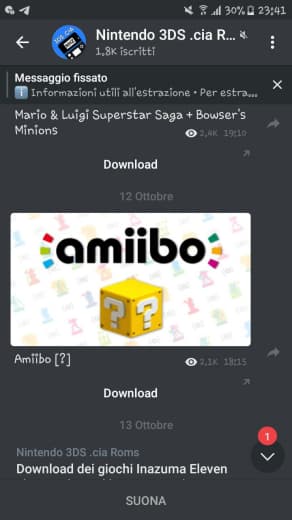 30% 23:41
Nintendo 3DS .cia R...
1,8K iscritti
Messaggio fissato
Informazioni utili all'estrazione • Per estra...
Mario & Luigi Superstar Saga + Bowser's
Minions
2,4K 19:10
Download
12 Ottobre
amiibo
? ?
Amiibo [?]
2,1K 18:15
Download
13 Ottobre
1
Nintendo 3DS .cia Roms
Download dei giochi Inazuma Eleven
SUONA